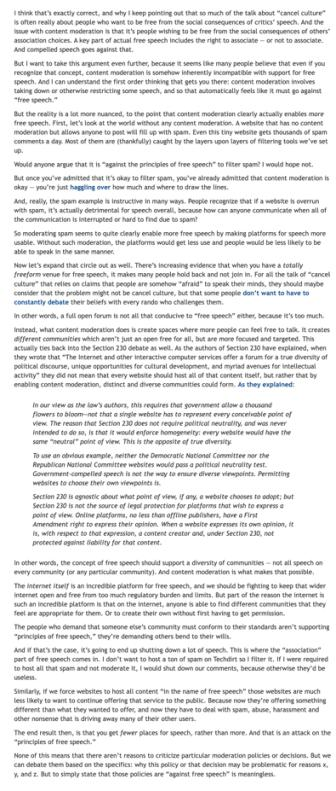 I think that's exactly correct, and why I keep pointing out that so much of the talk about "cancel culture"
is often really about people who want to be free from the social consequences of critics' speech. And the
issue with content moderation is that it's people wishing to be free from the social consequences of others'
association choices. A key part of actual free speech includes the right to associate — or not to associate.
And compelled speech goes against that.
But I want to take this argument even further, because it seems like many people believe that even if you
recognize that concept, content moderation is somehow inherently incompatible with support for free
speech. And I can understand the first order thinking that gets you there: content moderation involves
taking down or otherwise restricting some speech, and so that automatically feels like it must go against
"free speech."
But the reality is a lot more nuanced, to the point that content moderation clearly actually enables more
free speech. First, let's look at the world without any content moderation. A website that has no content
moderation but allows anyone to post will fill up with spam. Even this tiny website gets thousands of spam
comments a day. Most of them are (thankfully) caught by the layers upon layers of filtering tools we've set
up.
Would anyone argue that it is "against the principles of free speech" to filter spam? I would hope not.
But once you've admitted that it's okay to filter spam, you've already admitted that content moderation is
okay — you're just haggling over how much and where to draw the lines.
And, really, the spam example is instructive in many ways. People recognize that if a website is overrun
with spam, it's actually detrimental for speech overall, because how can anyone communicate when all of
the communication is interrupted or hard to find due to spam?
So moderating spam seems to quite clearly enable more free speech by making platforms for speech more
usable. Without such moderation, the platforms would get less use and people would be less likely to be
able to speak in the same manner.
Now let's expand that circle out as well. There's increasing evidence that when you have a totally
freeform venue for free speech, it makes many people hold back and not join in. For all the talk of "cancel
culture" that relies on claims that people are somehow "afraid" to speak their minds, they should maybe
consider that the problem might not be cancel culture, but that some people don't want to have to
constantly debate their beliefs with every rando who challenges them.
In other words, a full open forum is not all that conducive to "free speech" either, because it's too much.
Instead, what content moderation does is create spaces where more people can feel free to talk. It creates
different communities which aren't just an open free for all, but are more focused and targeted. This
actually ties back into the Section 230 debate as well. As the authors of Section 230 have explained, when
they wrote that "The Internet and other interactive computer services offer a forum for a true diversity of
political discourse, unique opportunities for cultural development, and myriad avenues for intellectual
activity" they did not mean that every website should host all of that content itself, but rather that by
enabling content moderation, distinct and diverse communities could form. As they explained:
In our view as the law's authors, this requires that government allow a thousand
flowers to bloom—not that a single website has to represent every conceivable point of
view. The reason that Section 230 does not require political neutrality, and was never
intended to do so, is that it would enforce homogeneity: every website would have the
same "neutral" point of view. This is the opposite of true diversity.
To use an obvious example, neither the Democratic National Committee nor the
Republican National Committee websites would pass a political neutrality test.
Government-compelled speech is not the way to ensure diverse viewpoints. Permitting
websites to choose their own viewpoints is.
Section 230 is agnostic about what point of view, if any, a website chooses to adopt; but
Section 230 is not the source of legal protection for platforms that wish to express a
point of view. Online platforms, no less than offline publishers, have a First
Amendment right to express their opinion. When a website expresses its own opinion, it
is, with respect to that expression, a content creator and, under Section 230, not
protected against liability for that content.
In other words, the concept of free speech should support a diversity of communities — not all speech on
every community (or any particular community). And content moderation is what makes that possible.
The internet itself is an incredible platform for free speech, and we should be fighting to keep that wider
internet open and free from too much regulatory burden and limits. But part of the reason the internet is
such an incredible platform is that on the internet, anyone is able to find different communities that they
feel are appropriate for them. Or to create their own without first having to get permission.
The people who demand that someone else's community must conform to their standards aren't supporting
"principles of free speech," they're demanding others bend to their wills.
And if that's the case, it's going to end up shutting down a lot of speech. This is where the "association"
part of free speech comes in. I don't want to host a ton of spam on Techdirt so I filter it. If I were required
to host all that spam and not moderate it, I would shut down our comments, because otherwise they'd be
useless.
Similarly, if we force websites to host all content "in the name of free speech" those websites are much
less likely to want to continue offering that service to the public. Because now they're offering something
different than what they wanted to offer, and now they have to deal with spam, abuse, harassment and
other nonsense that is driving away many of their other users.
The end result then, is that you get fewer places for speech, rather than more. And that is an attack on the
"principles of free speech."
None of this means that there aren't reasons to criticize particular moderation policies or decisions. But we
can debate them based on the specifics: why this policy or that decision may be problematic for reasons x,
y, and z. But to simply state that those policies are "against free speech" is meaningless.